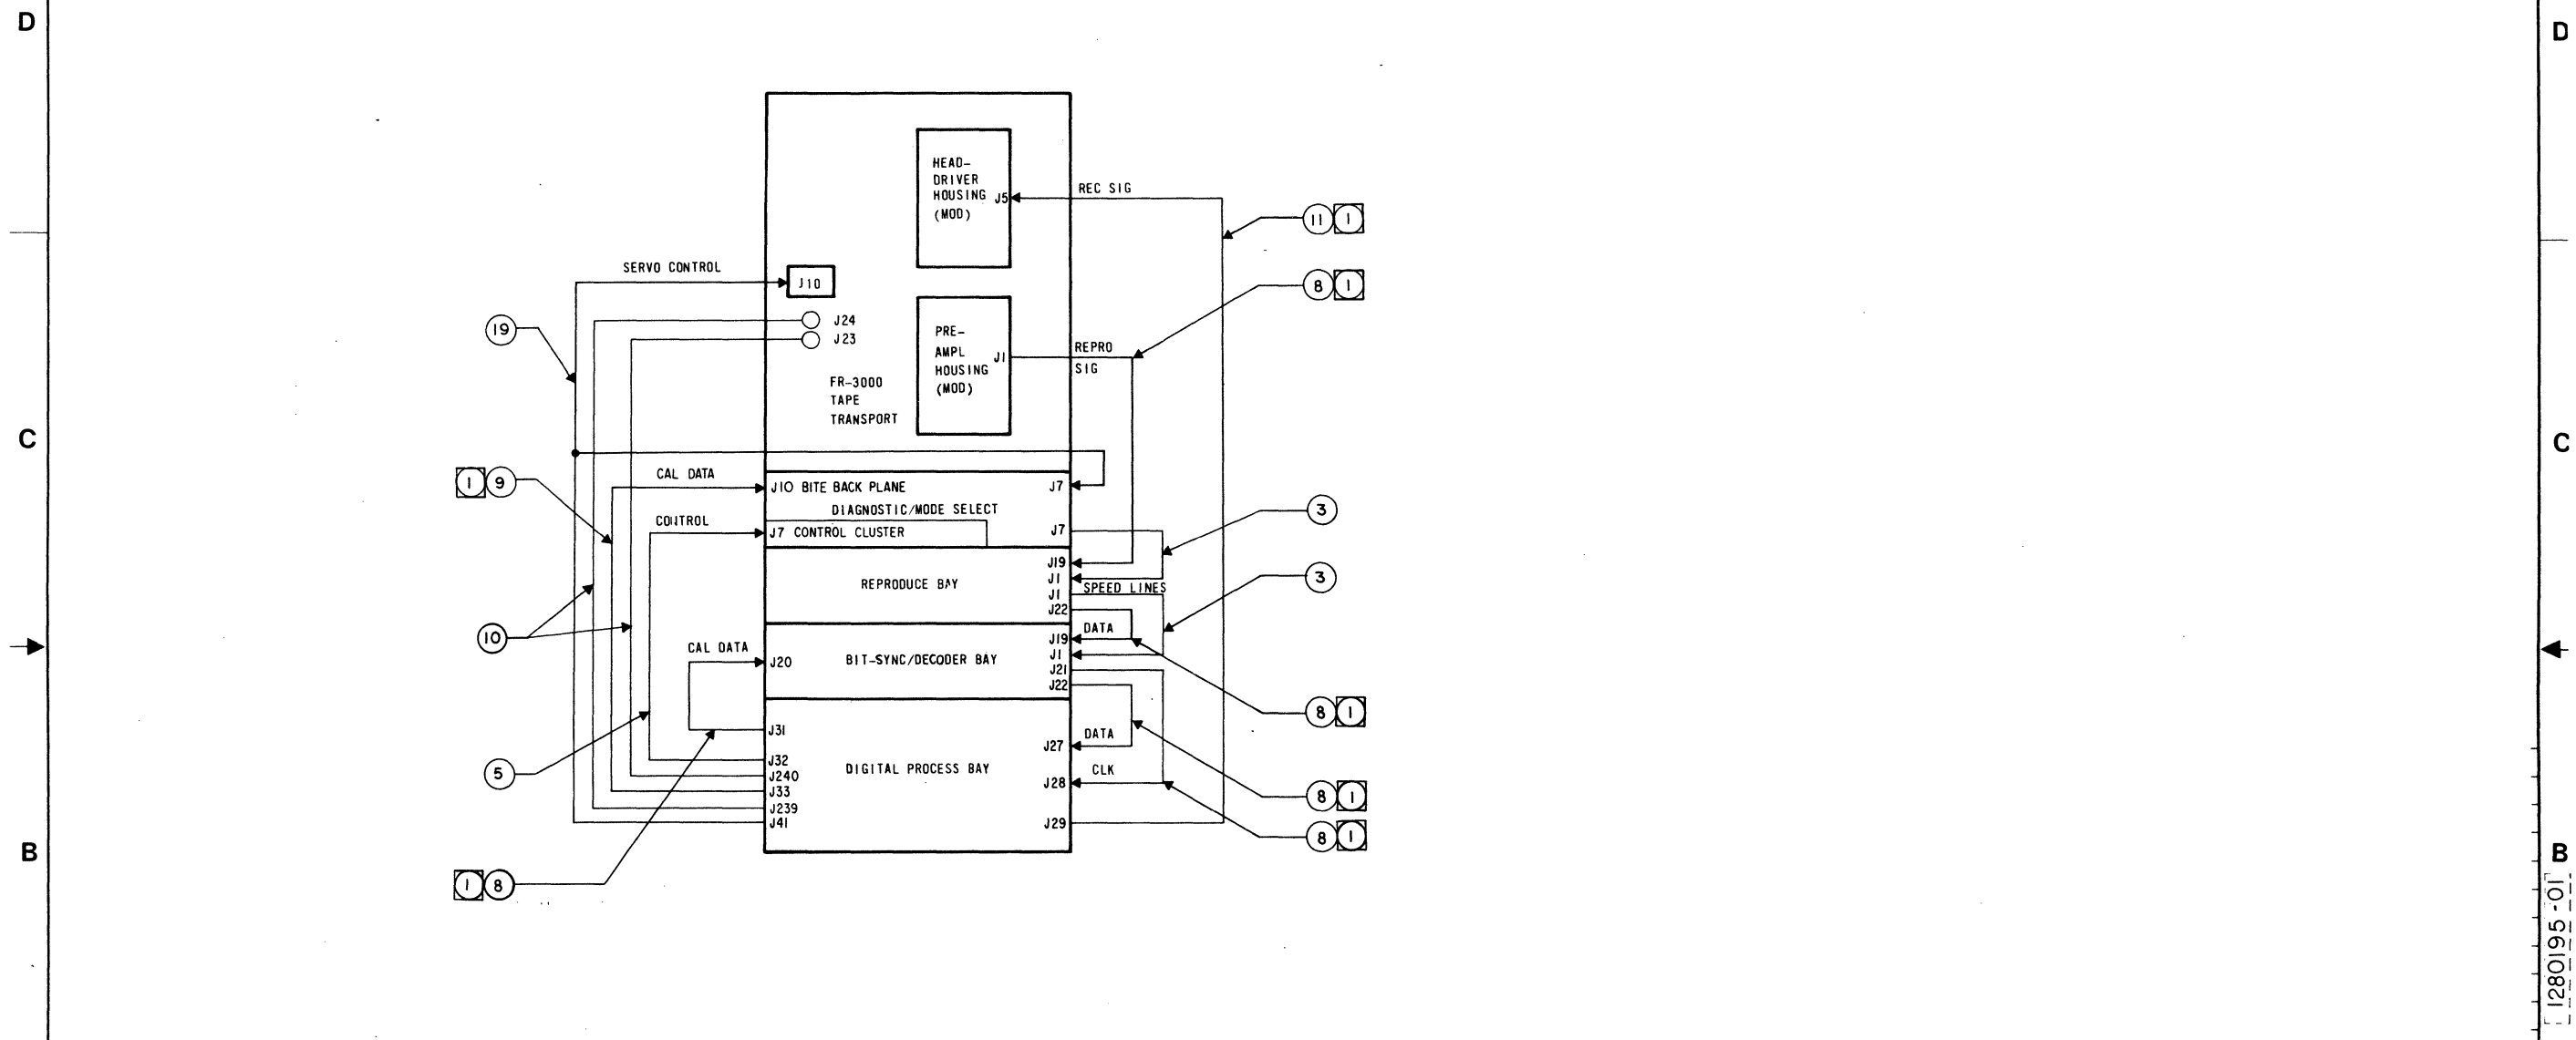 D
D
HEAD-
DRIVER
HOUSING
(MOD)
J5
REC SIG
11 1
SERVO CONTROL
J10
8 1
19
J24
J23
PRE-
AMPL
HOUSING
(MOD)
J1
REPRO
SIG
FR-3000
TAPE
TRANSPORT
C
C
1 9
CAL DATA
J10 BITE BACK PLANE
J7
DIAGNOSTIC/MODE SELECT
3
CONTROL
J7 CONTROL CLUSTER
J7
J19
REPRODUCE BAY
J1
3
SPEED LINES
J1
J22
10
DATA
J19
CAL DATA
J20
BIT-SYNC/DECODER BAY
J1
J21
J22
8 1
J31
DATA
J27
5
J32
DIGITAL PROCESS BAY
CLK
J240
J28
J33
8 1
J239
J41
J29
8 1
B
B
1 8
1280195-01